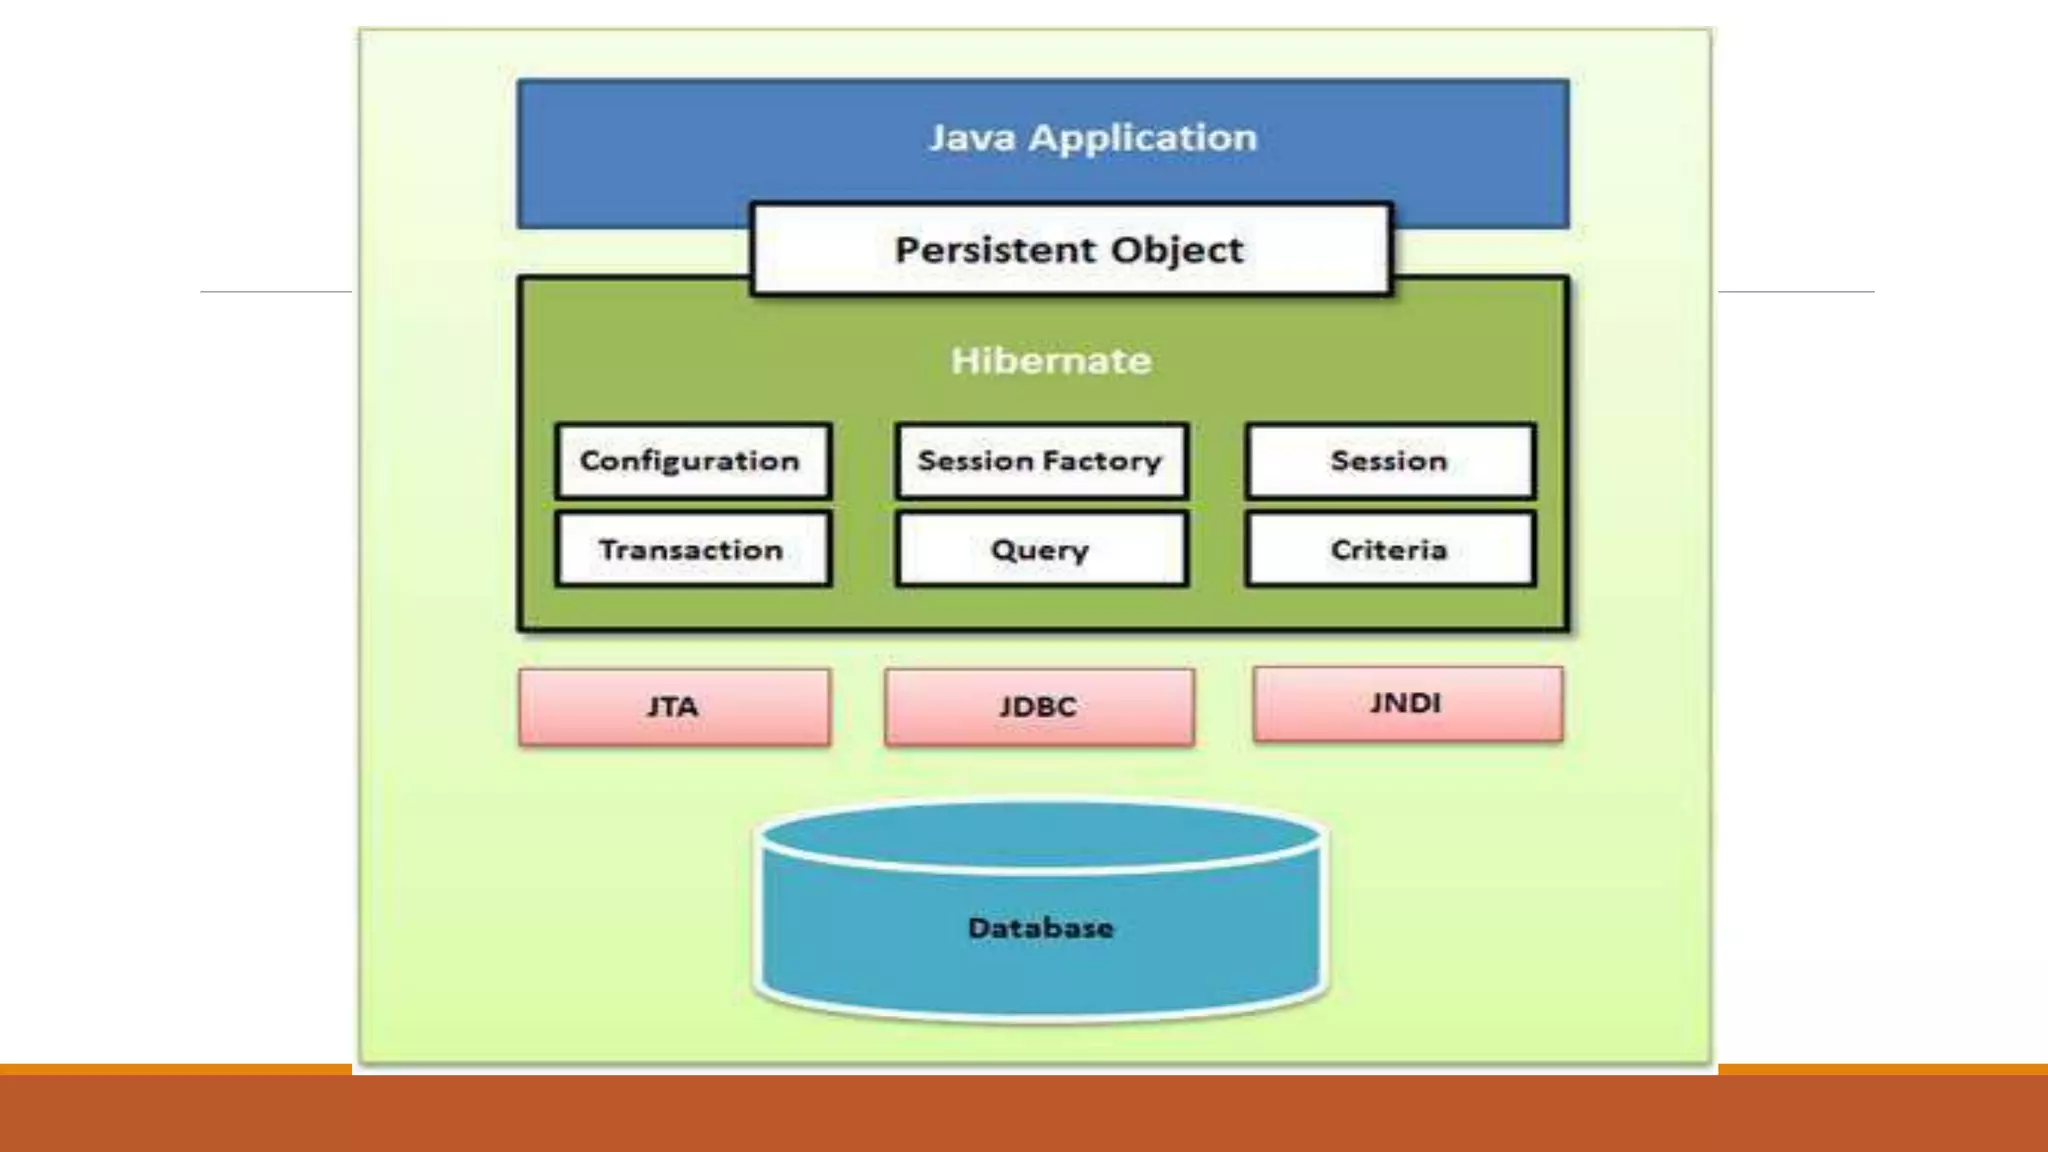 Java Application
Persistent Object
Hibernate
Configuration
Session Factory
Session
Transaction
Query
Criteria
JTA
JDBC
JNDI
Database